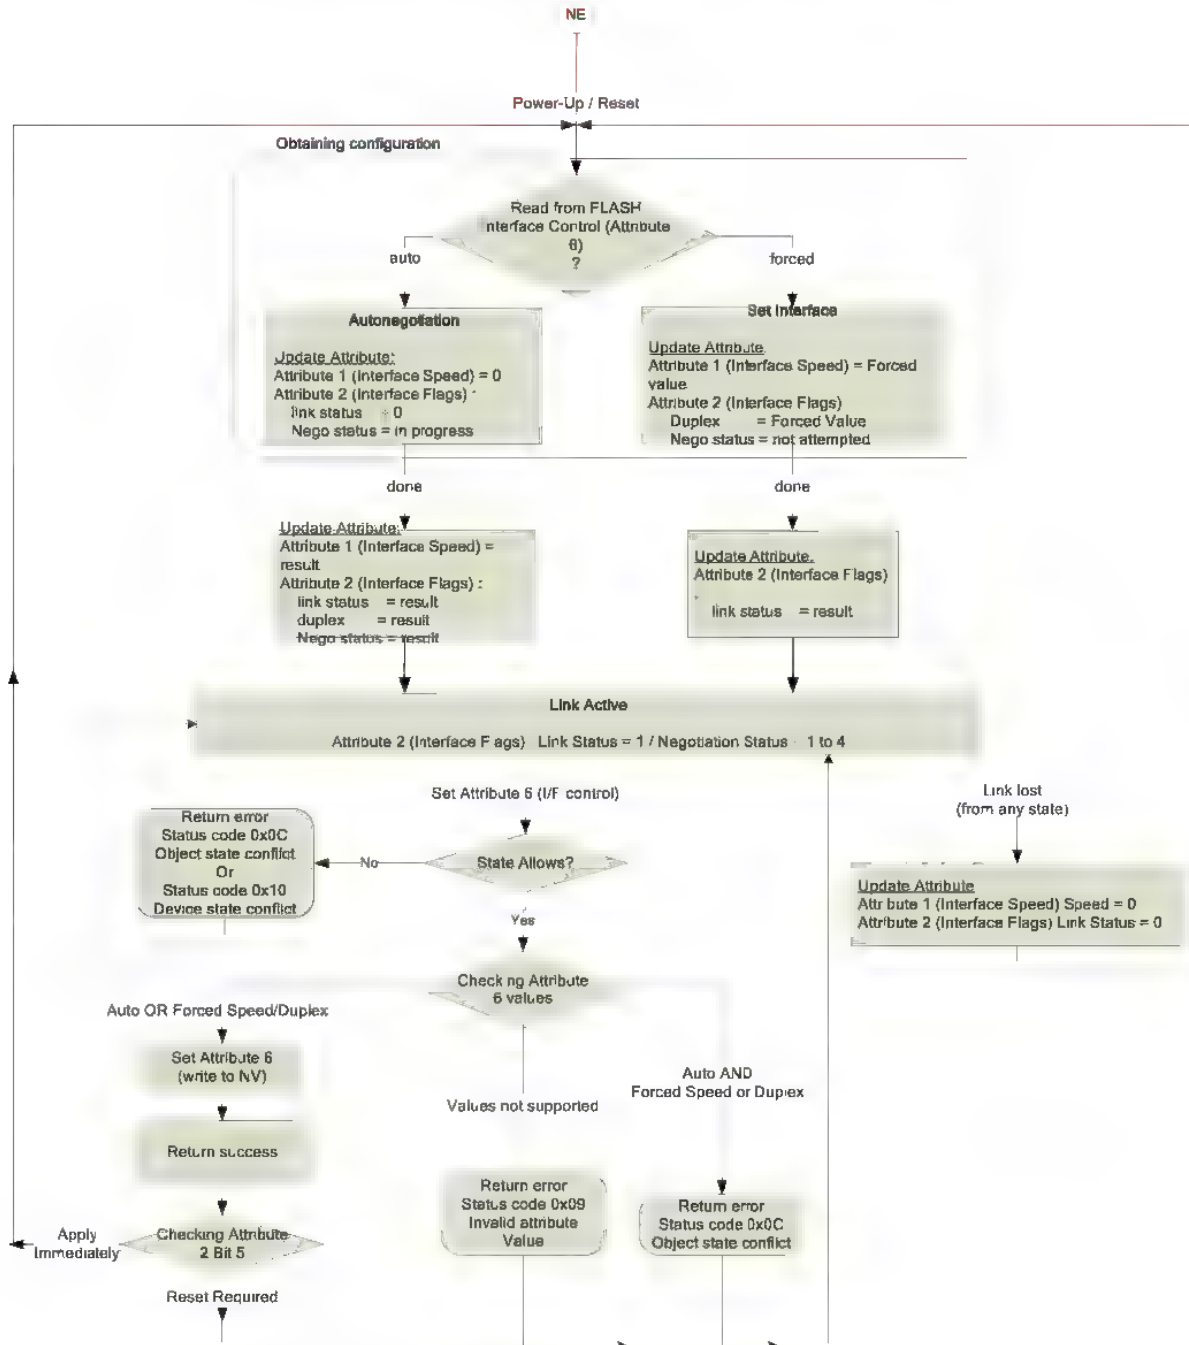 NE
Power-Up / Reset
Obtaining configuration
Read from FLASH
Interface Control (Attribute
6)
?
auto
forced
Autonegotiation
Update Attribute:
Attribute 1 (Interface Speed) = 0
Attribute 2 (Interface Flags) :
link status = 0
Nego status = in progress
Set Interface
Update Attribute
Attribute 1 (Interface Speed) = Forced
value
Attribute 2 (Interface Flags)
Duplex = Forced Value
Nego status = not attempted
done
done
Update Attribute:
Attribute 1 (Interface Speed) =
result
Attribute 2 (Interface Flags) :
link status = result
duplex = result
Nego status = result
Update Attribute.
Attribute 2 (Interface Flags)
link status = result
Link Active
Attribute 2 (Interface Flags) Link Status = 1 / Negotiation Status 1 to 4
Set Attribute 6 (I/F control)
Link lost
(from any state)
Return error
Status code 0x0C
Object state conflict
Or
Status code 0x10
Device state conflict
No
State Allows?
Yes
Update Attribute
Attribute 1 (Interface Speed) Speed = 0
Attribute 2 (Interface Flags) Link Status = 0
Checking Attribute
6 values
Auto OR Forced Speed/Duplex
Set Attribute 6
(write to NV)
Auto AND
Forced Speed or Duplex
Values not supported
Return success
Return error
Status code 0x09
Invalid attribute
Value
Return error
Status code 0x0C
Object state conflict
Apply
Immediately
Checking Attribute
2 Bit 5
Reset Required